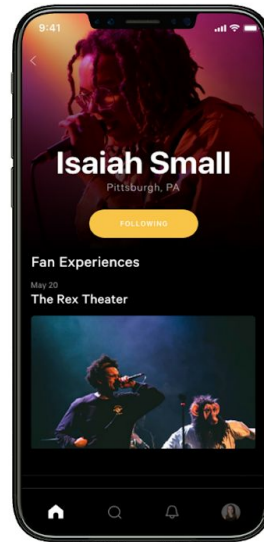 9:41
Isaiah Small
Pittsburgh, PA
FOLLOWING
Fan Experiences
May 20
The Rex Theater